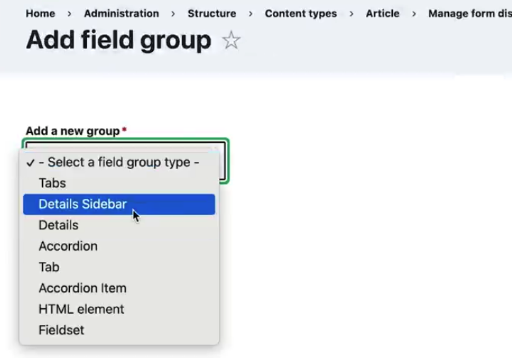 Home > Administration > Structure > Content types > Article > Manage form dis
Add field group
Add a new group*
- Select a field group type -
Tabs
Details Sidebar
Details
Accordion
Tab
Accordion Item
HTML element
Fieldset